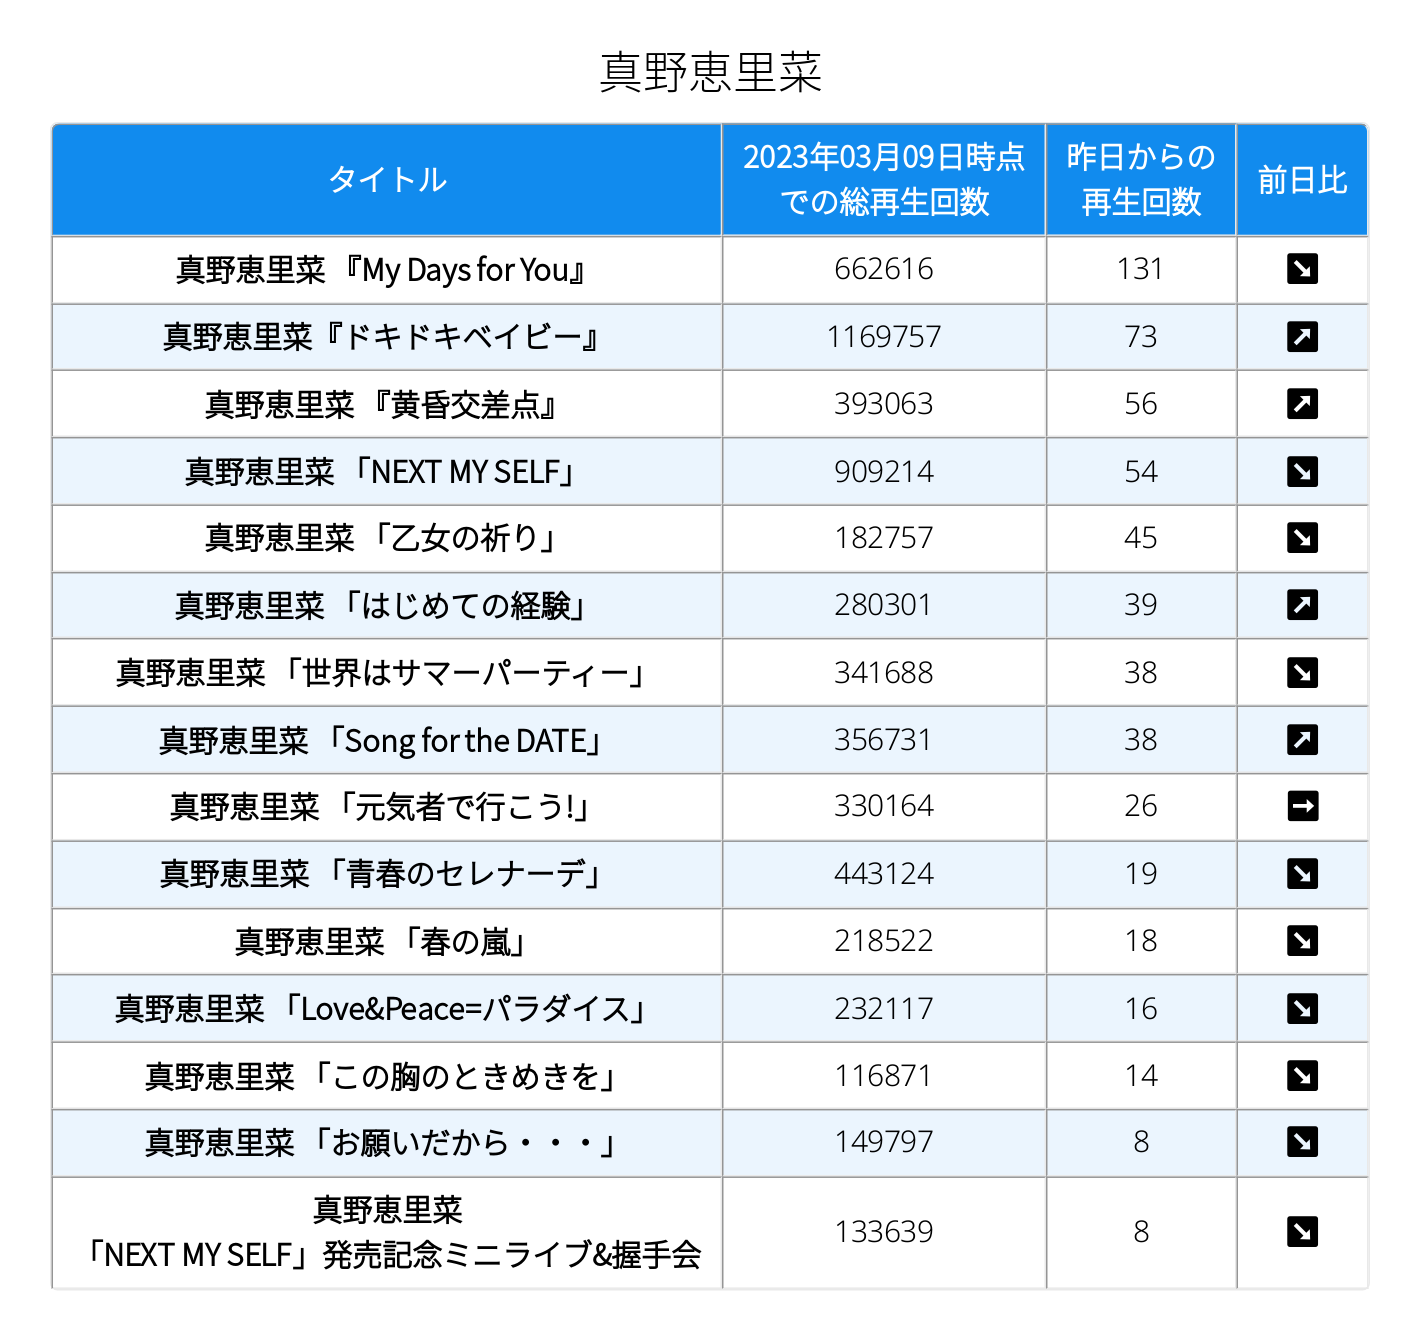 真野恵里菜
タイトル
2023年03月09日時点
での総再生回数
昨日からの
再生回数
前日比
真野恵里菜 『My Days for You』 662616 131 ↘
真野恵里菜『ドキドキベイビー』 1169757 73 ↗
真野恵里菜 『黄昏交差点』 393063 56 ↗
真野恵里菜 「NEXT MY SELF」 909214 54 ↘
真野恵里菜 「乙女の祈り」 182757 45 ↘
真野恵里菜 「はじめての経験」 280301 39 ↗
真野恵里菜 「世界はサマーパーティー」 341688 38 ↘
真野恵里菜 「Song for the DATE」 356731 38 ↗
真野恵里菜 「元気者で行こう!」 330164 26 →
真野恵里菜 「青春のセレナーデ」 443124 19 ↘
真野恵里菜 「春の嵐」 218522 18 ↘
真野恵里菜 「Love&Peace=パラダイス」 232117 16 ↘
真野恵里菜 「この胸のときめきを」 116871 14 ↘
真野恵里菜 「お願いだから・・・」 149797 8 ↘
真野恵里菜
「NEXT MY SELF」発売記念ミニライブ&握手会 133639 8 ↘